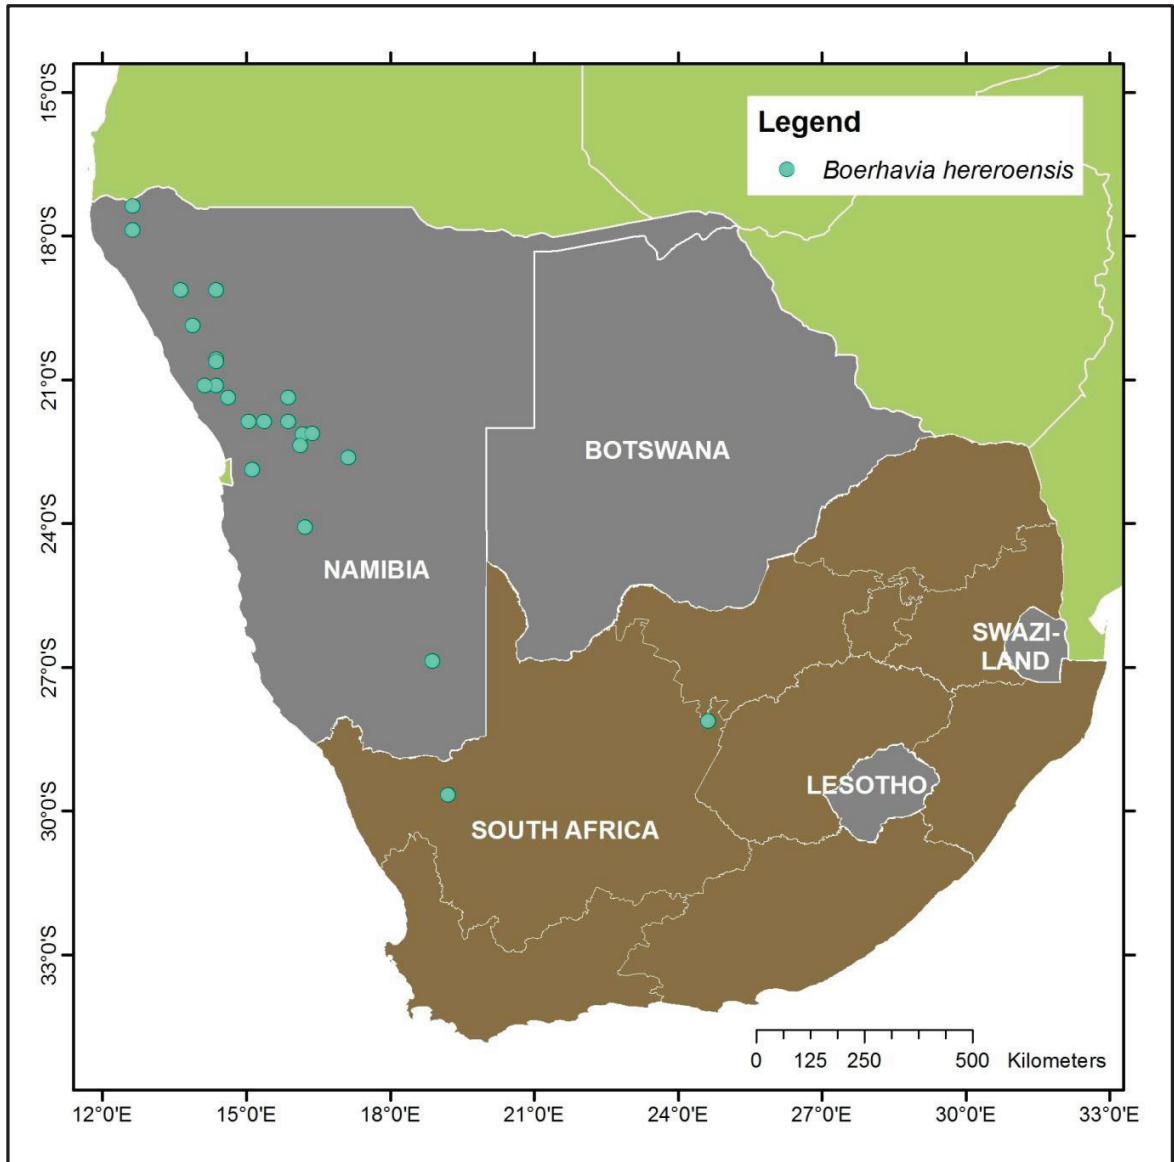 15°0'S
18°0'S
21°0'S
24°0'S
27°0'S
30°0'S
33°0'S
Legend
Boerhavia hereroensis
BOTSWANA
NAMIBIA
SWAZI-
LAND
LESOTHO
SOUTH AFRICA
0 125 250 500 Kilometers
12°0'E 15°0'E 18°0'E 21°0'E 24°0'E 27°0'E 30°0'E 33°0'E